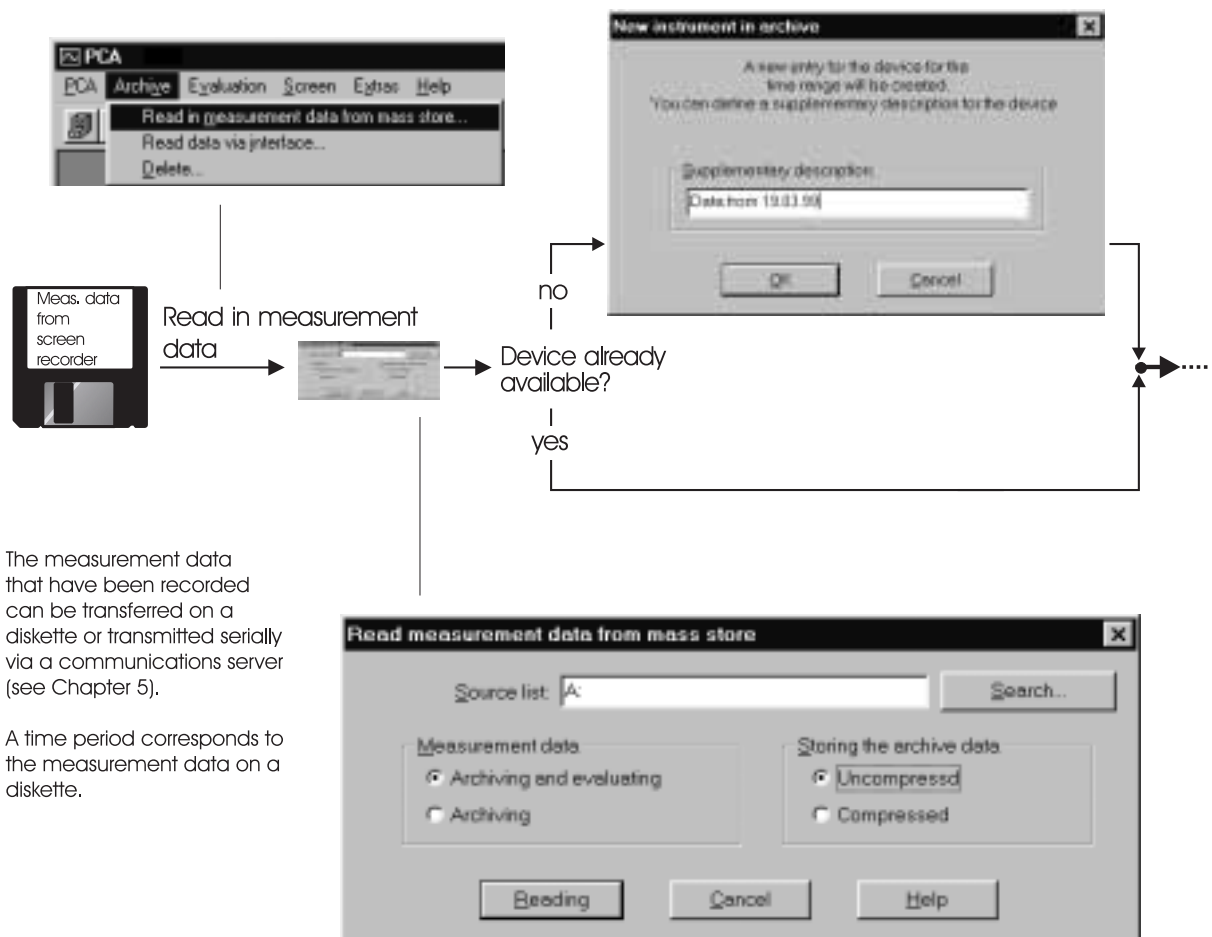 New instrument in archive
A new entry for the device for the
time range will be created.
You can define a supplementary description for the device
Supplementary description
Data from 19.03.99
OK
Cancel
PCA
PCA Archive Evaluation Screen Extras Help
Read in measurement data from mass store...
Read data via interface...
Delete...
Meas. data
from
screen
recorder
Read in measurement
data
no
Device already
available?
yes
The measurement data
that have been recorded
can be transferred on a
diskette or transmitted serially
via a communications server
(see Chapter 5).
A time period corresponds to
the measurement data on a
diskette.
Read measurement data from mass store
Source list: A:
Search...
Measurement data
Archiving and evaluating
Archiving
Storing the archive data
Uncompressd
Compressed
Reading
Cancel
Help